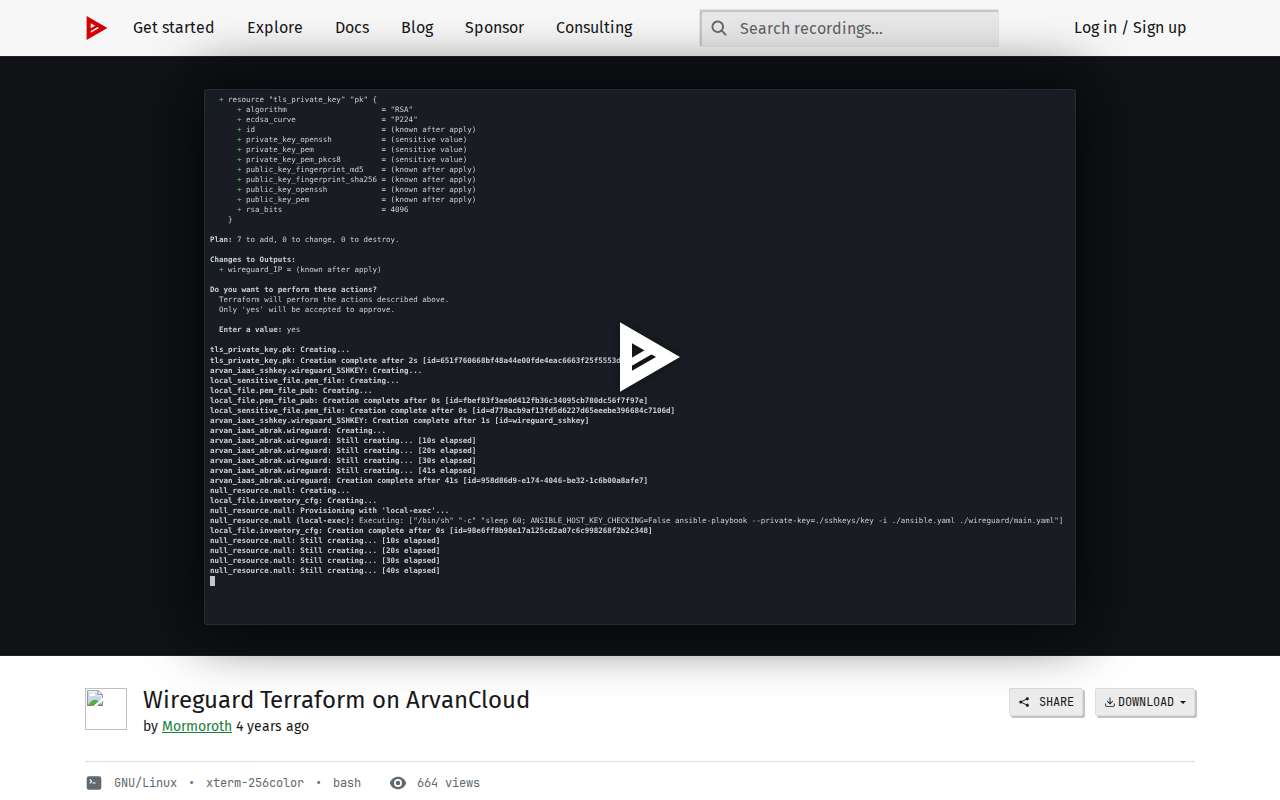 Get started Explore Docs Blog Sponsor Consulting Search recordings... Log in / Sign up
+ resource "tls_private_key" "pk" {
+ algorithm = "RSA"
+ ecdsa_curve = "P224"
+ id = (known after apply)
+ private_key_openssh = (sensitive value)
+ private_key_pem = (sensitive value)
+ private_key_pem_pkcs8 = (sensitive value)
+ public_key_fingerprint_md5 = (known after apply)
+ public_key_fingerprint_sha256 = (known after apply)
+ public_key_openssh = (known after apply)
+ public_key_pem = (known after apply)
+ rsa_bits = 4096
}
Plan: 7 to add, 0 to change, 0 to destroy.
Changes to Outputs:
+ wireguard_IP = (known after apply)
Do you want to perform these actions?
Terraform will perform the actions described above.
Only 'yes' will be accepted to approve.
Enter a value: yes
tls_private_key.pk: Creating...
tls_private_key.pk: Creation complete after 2s [id=651f760668bf48a44e00fde4eac6663f25f5553d
arvan_iaas_sshkey.wireguard_SSHKEY: Creating...
local_sensitive_file.pem_file: Creating...
local_file.pem_file_pub: Creating...
local_file.pem_file_pub: Creation complete after 0s [id=fbef83f3ee0d412fb36c34095cb780dc56f7f97e]
local_sensitive_file.pem_file: Creation complete after 0s [id=d778acb9af13fd5d6227d65eeebe396684c7106d]
arvan_iaas_sshkey.wireguard_SSHKEY: Creation complete after 1s [id=wireguard_sshkey]
arvan_iaas_abrak.wireguard: Creating...
arvan_iaas_abrak.wireguard: Still creating... [10s elapsed]
arvan_iaas_abrak.wireguard: Still creating... [20s elapsed]
arvan_iaas_abrak.wireguard: Still creating... [30s elapsed]
arvan_iaas_abrak.wireguard: Still creating... [41s elapsed]
arvan_iaas_abrak.wireguard: Creation complete after 41s [id=958d86d9-e174-4046-be32-1c6b00a8afe7]
null_resource.null: Creating...
local_file.inventory_cfg: Creating...
null_resource.null: Provisioning with 'local-exec'...
null_resource.null (local-exec): Executing: ["/bin/sh" "-c" "sleep 60; ANSIBLE_HOST_KEY_CHECKING=False ansible-playbook --private-key=./sshkeys/key -i ./ansible.yaml ./wireguard/main.yaml"]
local_file.inventory_cfg: Creation complete after 0s [id=98e6ff8b98e17a125cd2a07c6c998268f2b2c348]
null_resource.null: Still creating... [10s elapsed]
null_resource.null: Still creating... [20s elapsed]
null_resource.null: Still creating... [30s elapsed]
null_resource.null: Still creating... [40s elapsed]
Wireguard Terraform on ArvanCloud
by Mormoroth 4 years ago
SHARE DOWNLOAD
GNU/Linux • xterm-256color • bash 664 views